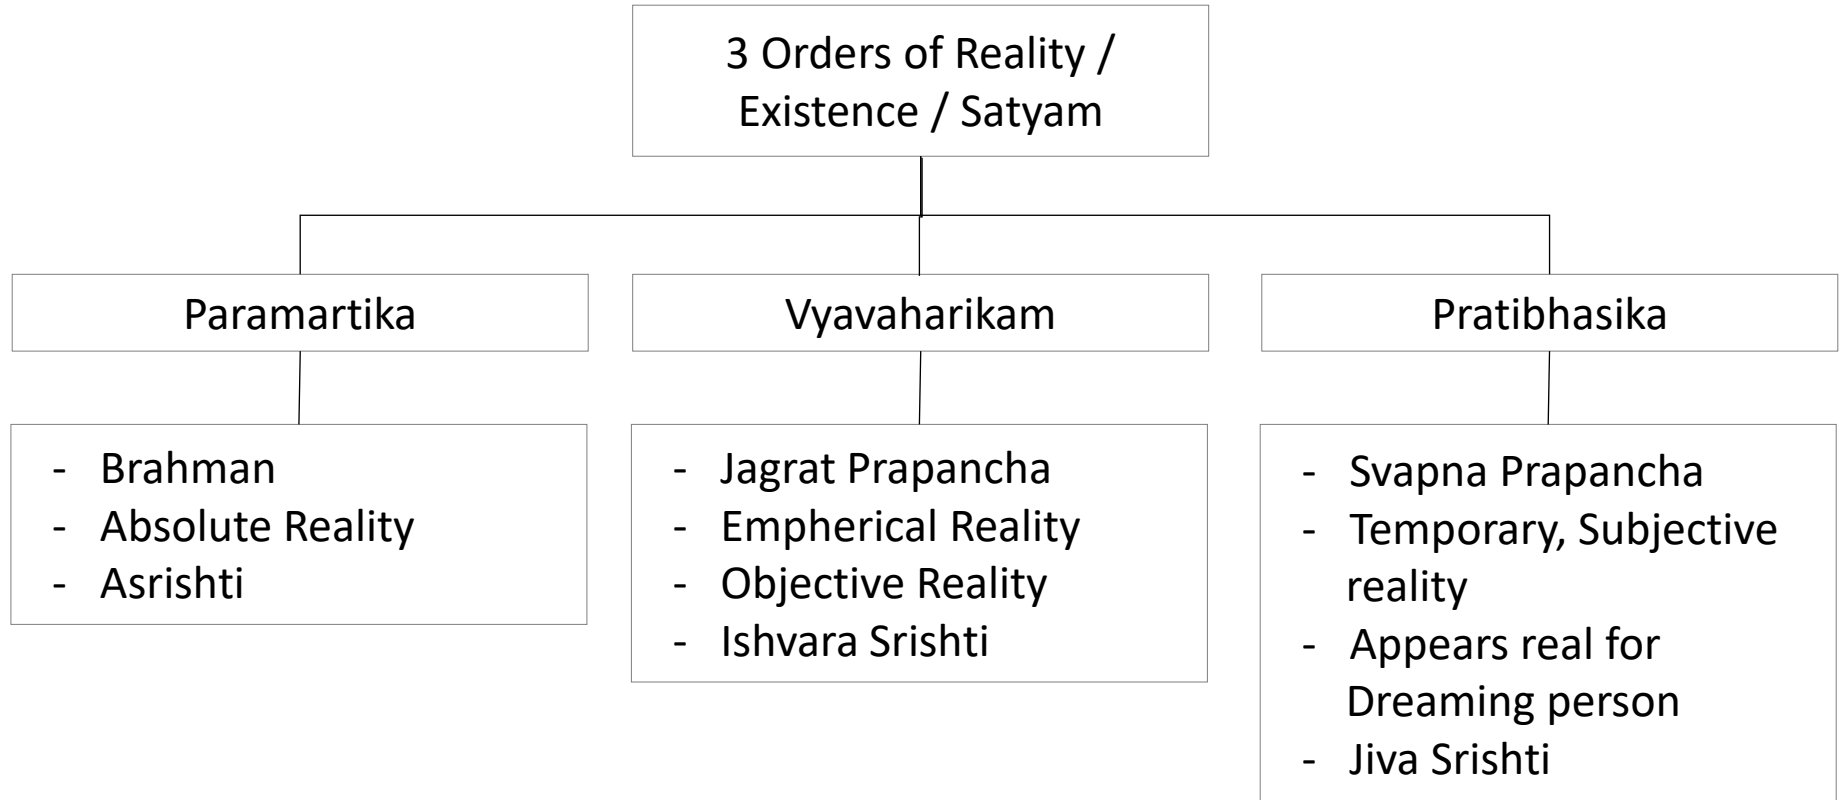 3 Orders of Reality /
Existence / Satyam
Paramartika
Vyavaharikam
Pratibhasika
- Brahman
- Absolute Reality
- Asrishti
- Jagrat Prapancha
- Empherical Reality
- Objective Reality
- Ishvara Srishti
- Svapna Prapancha
- Temporary, Subjective
reality
- Appears real for
Dreaming person
- Jiva Srishti